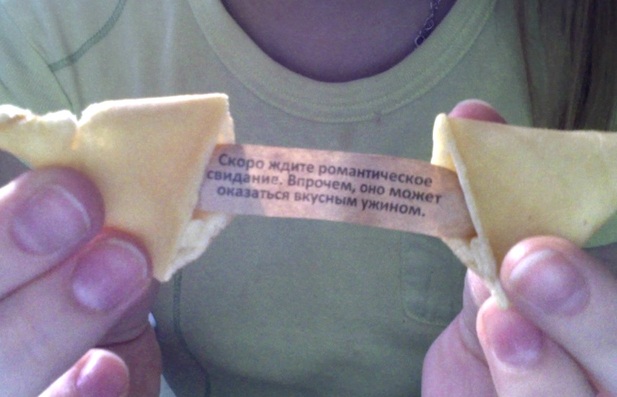 Скоро ждите романтическое
свидание. Впрочем, оно может
оказаться вкусным ужином.